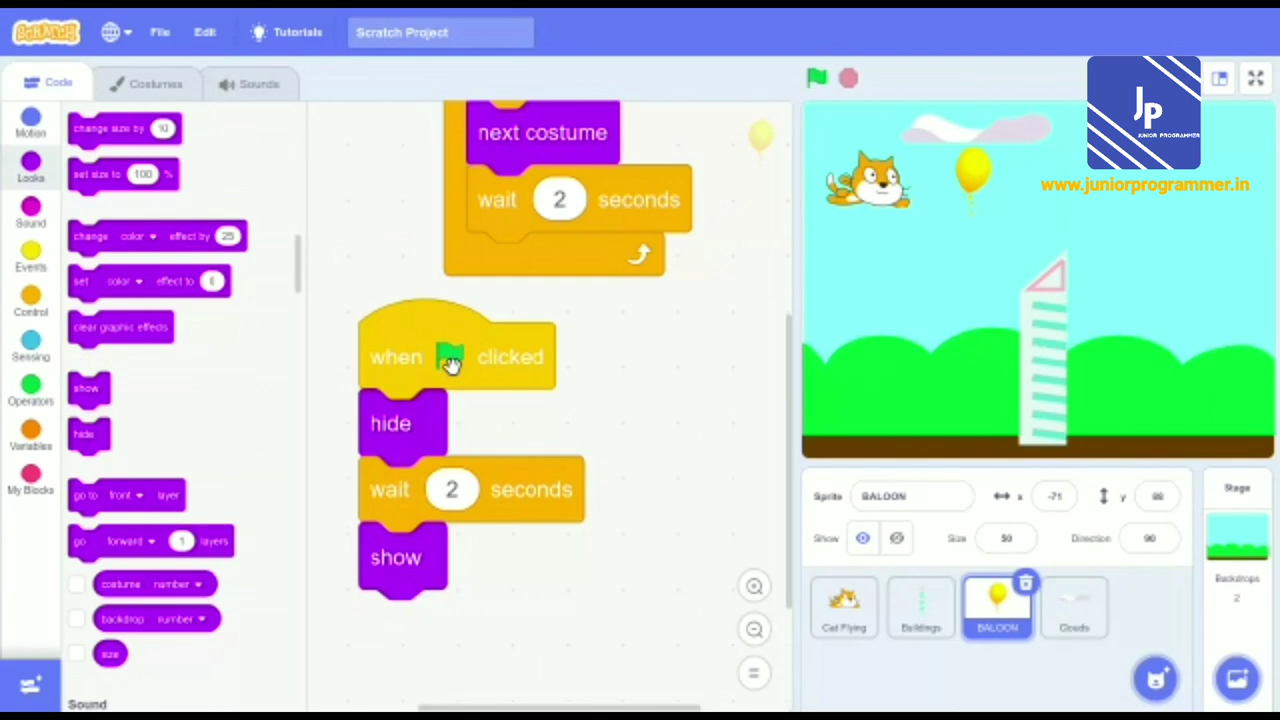 SCRATCH
File Edit Tutorials Scratch Project
Code Costumes Sounds
Motion
Looks
Sound
Events
Control
Sensing
Operators
Variables
My Blocks
change size by 10
set size to 100 %
change color effect by 25
set color effect to
clear graphic effects
show
hide
go to front layer
go forward 1 layers
costume number
backdrop number
size
Sound
next costume
wait 2 seconds
when clicked
hide
wait 2 seconds
show
JP
JUNIOR PROGRAMMER
www.juniorprogrammer.in
Sprite BALOON x -71 y 88
Show Size 50 Direction 90
Cat Flying Buildings BALOON Clouds
Stage
Backdrops
2